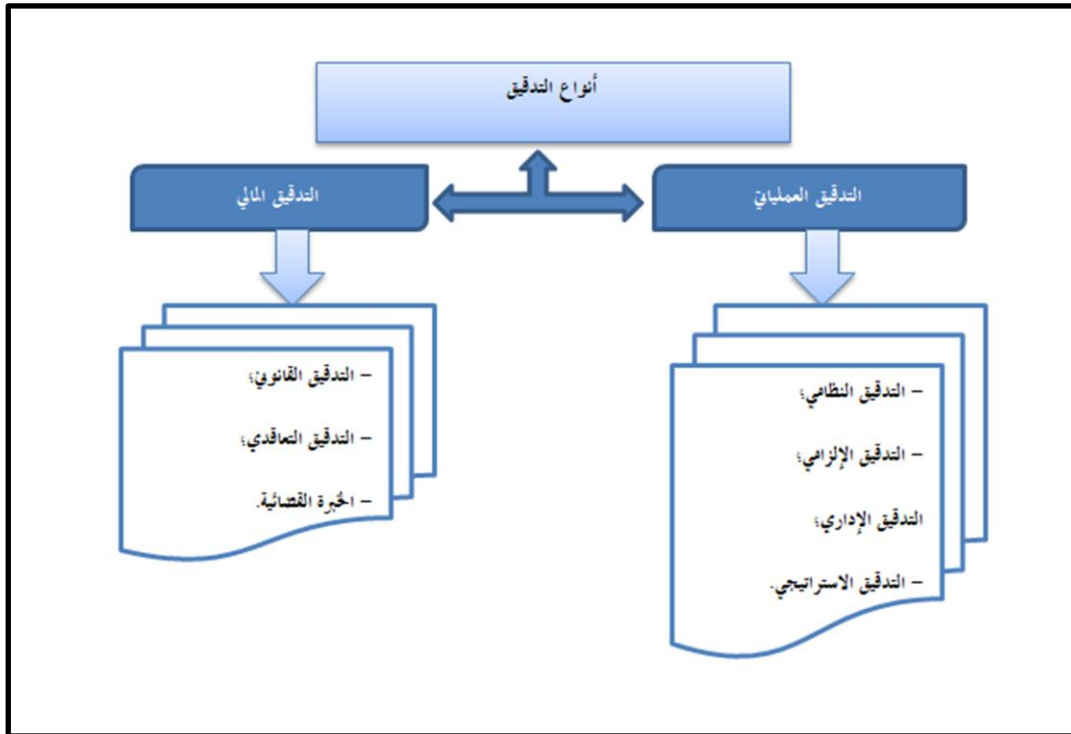 أنواع التدقيق
التدقيق العملياتي
التدقيق المالي
– التدقيق النظامي؛
– التدقيق الإلزامي؛
التدقيق الإداري؛
– التدقيق الاستراتيجي.
– التدقيق القانوني؛
– التدقيق التعاقدي؛
– الخبرة القضائية.